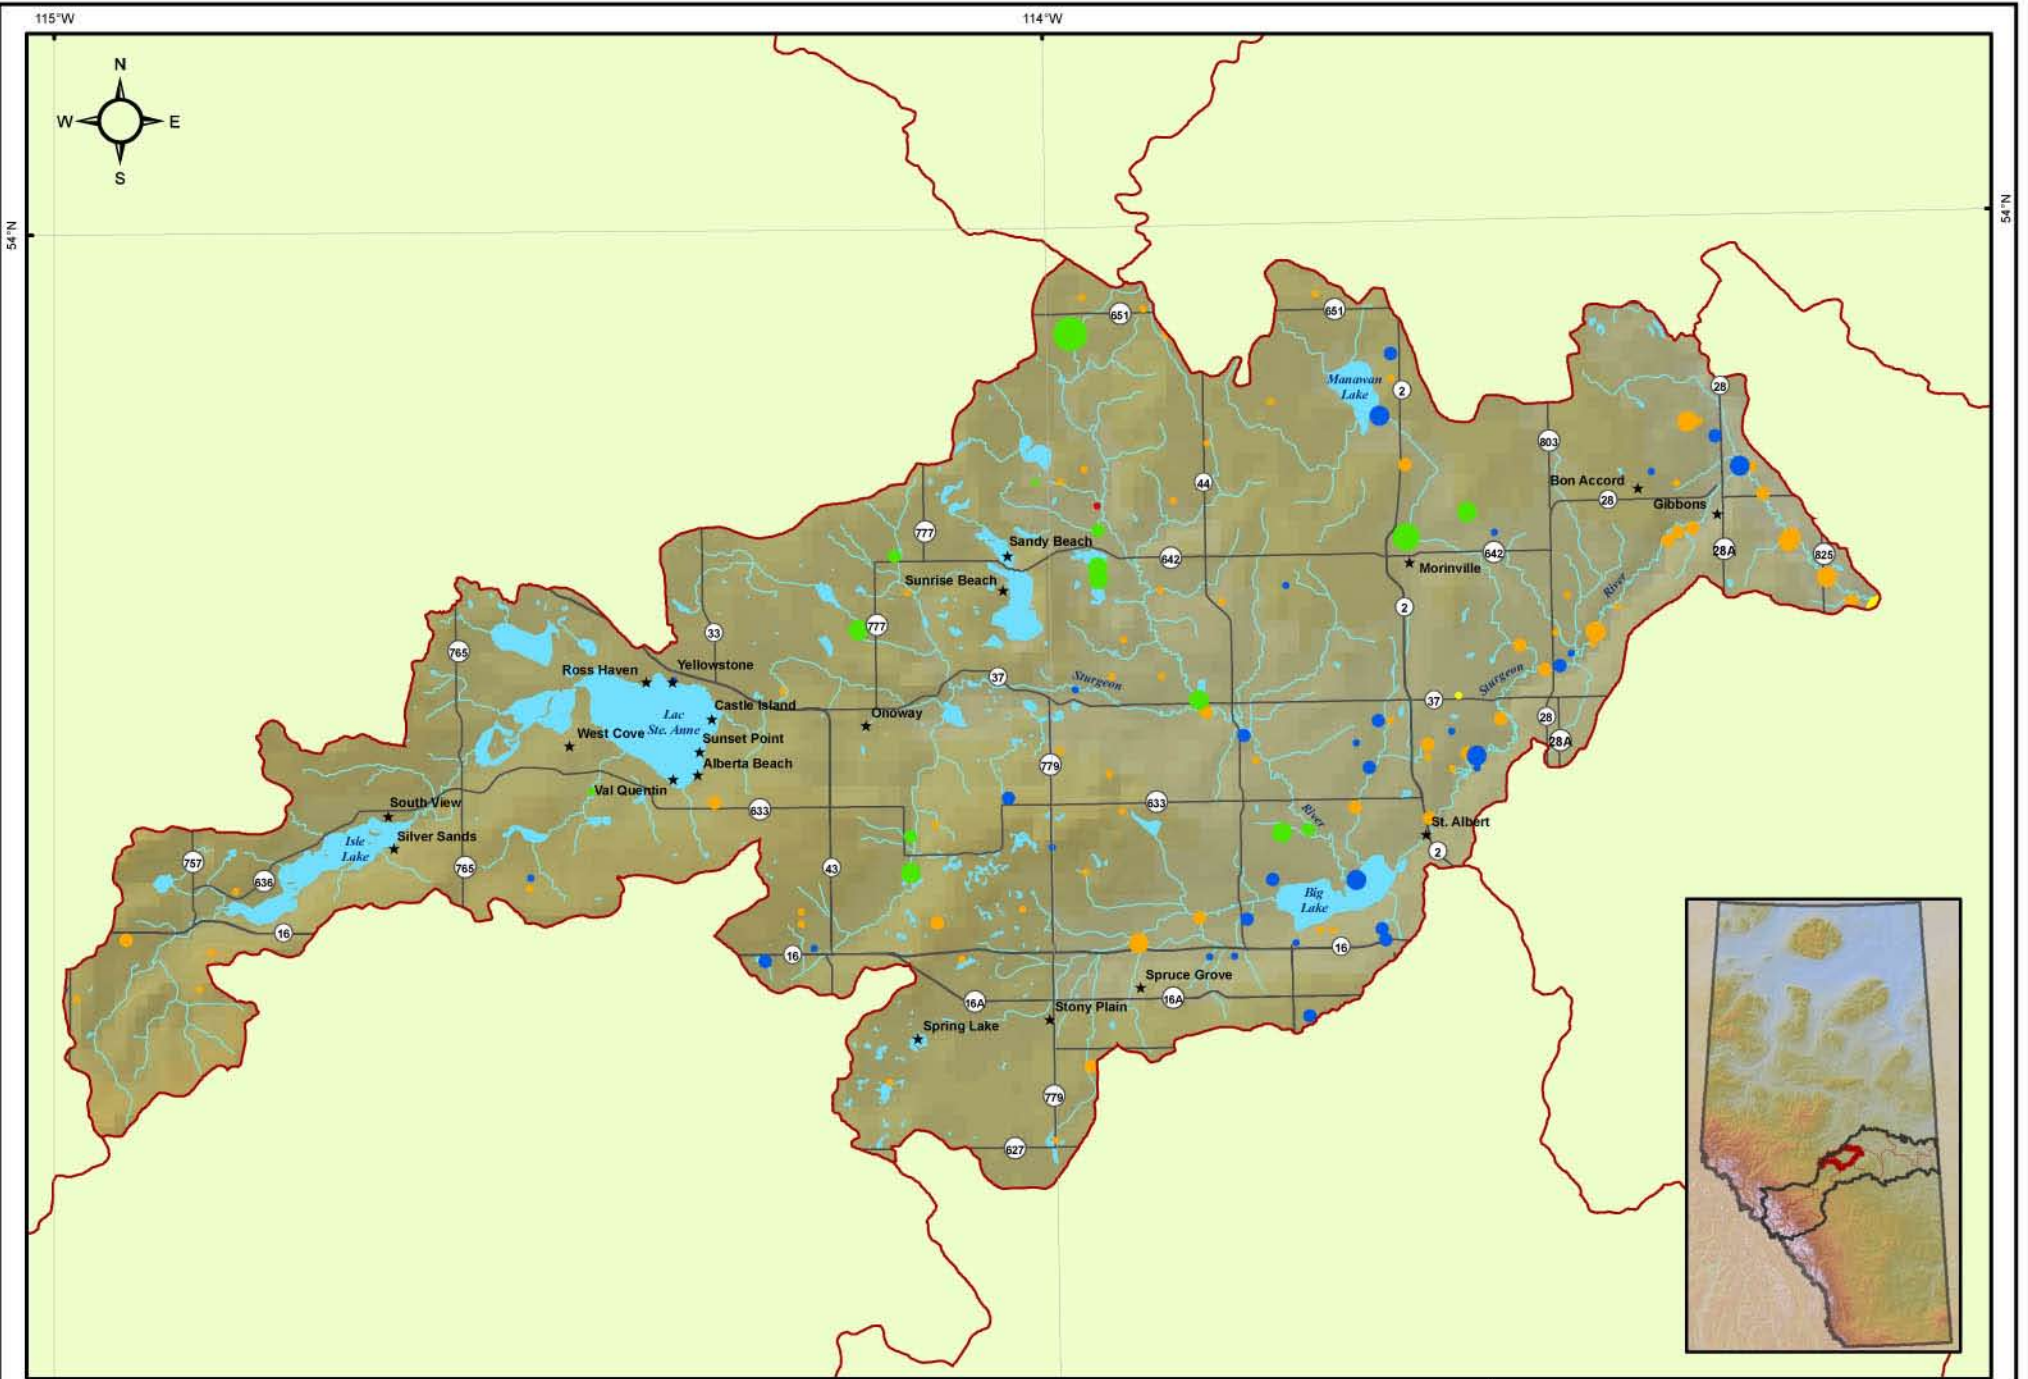 115°W
114°W
N
W
E
S
54°N
54°N
651
651
Manawan
Lake
2
28
803
44
Bon Accord
28
Gibbons
777
Sandy Beach
642
642
28A
825
Morinville
Sunrise Beach
River
2
777
33
765
Ross Haven
Yellowstone
37
Sturgeon
Sturgeon
37
Castle Island
Lac
Ste. Anne
Onoway
28
West Cove
Sunset Point
28A
Alberta Beach
779
Val Quentin
South View
633
633
River
St. Albert
Silver Sands
Isle
Lake
2
757
765
43
636
Big
Lake
16
16
16
Spruce Grove
16A
16A
Stony Plain
Spring Lake
779
627